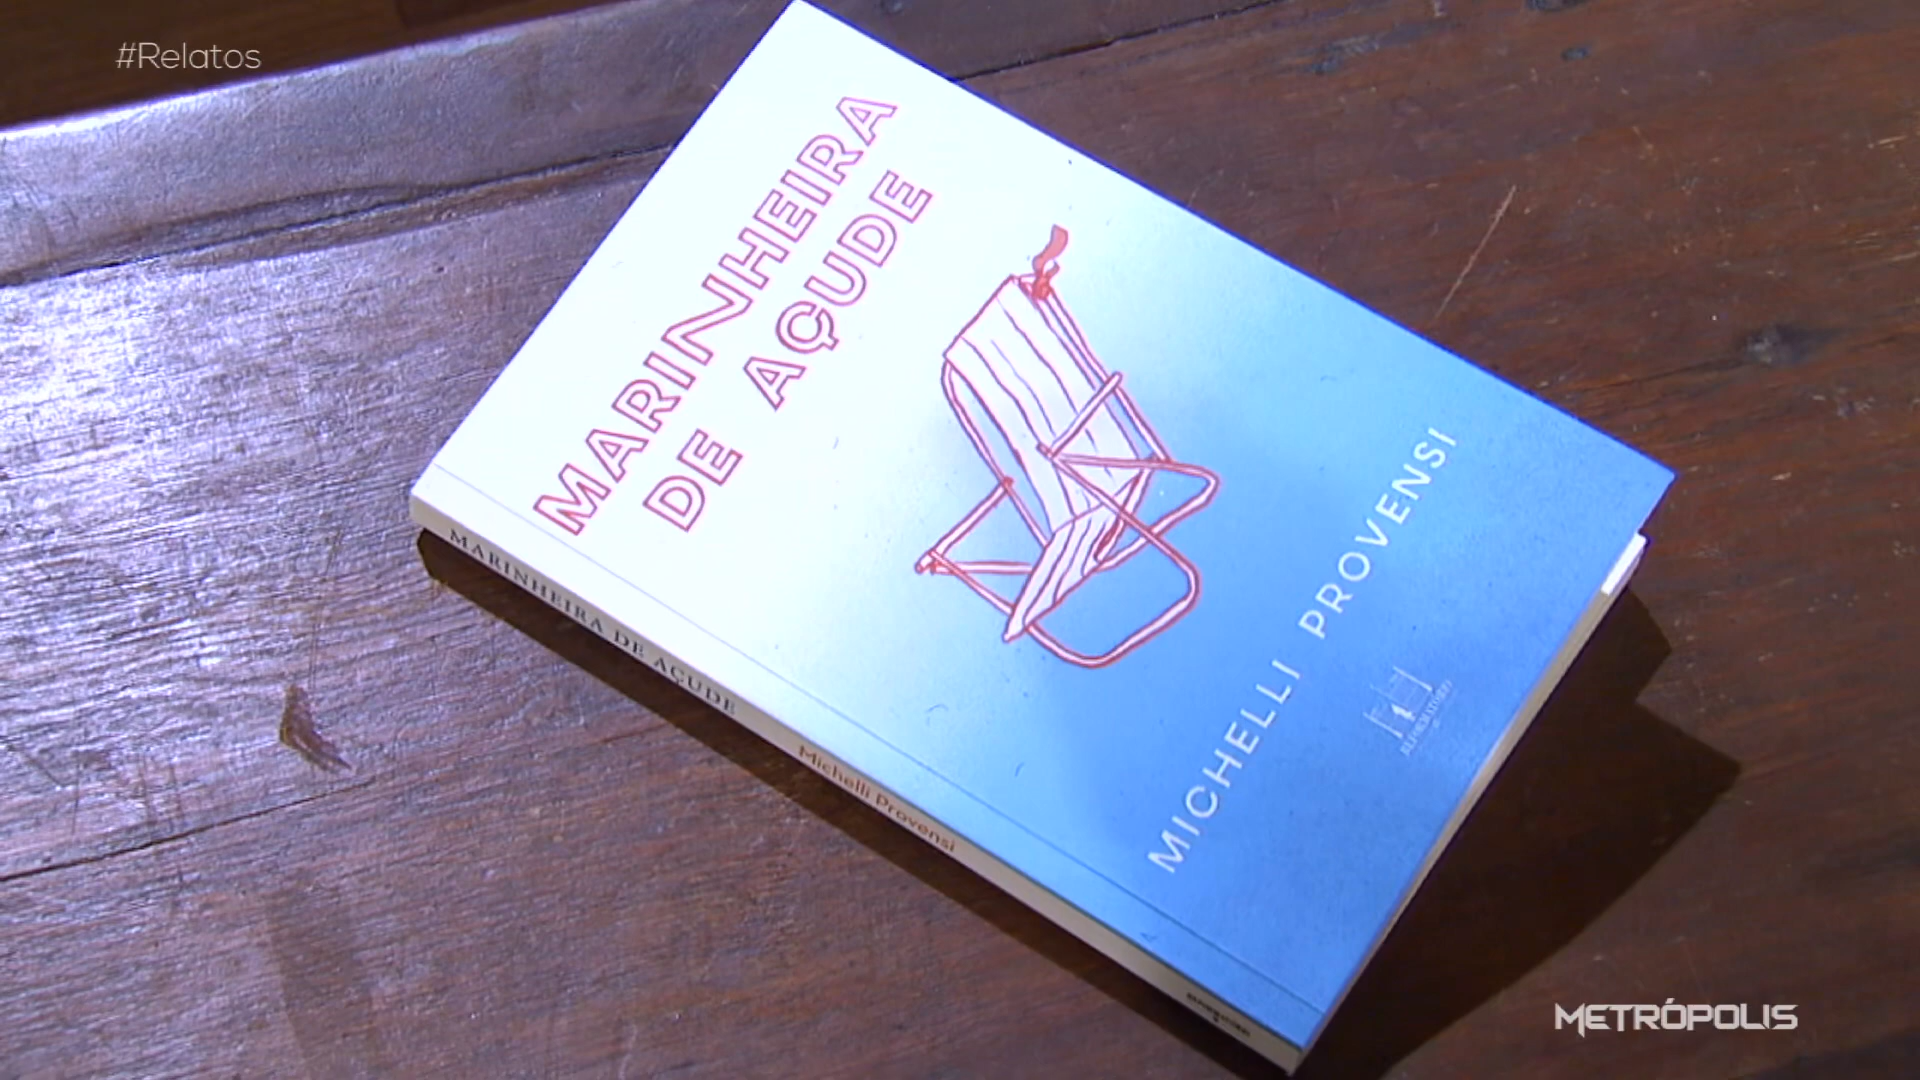 #Relatos
MARINHEIRA
DE AÇUDE
MICHELLI PROVENSI
MARINHEIRA DE AÇUDE
Michelli Provensi
METRÓPOLIS